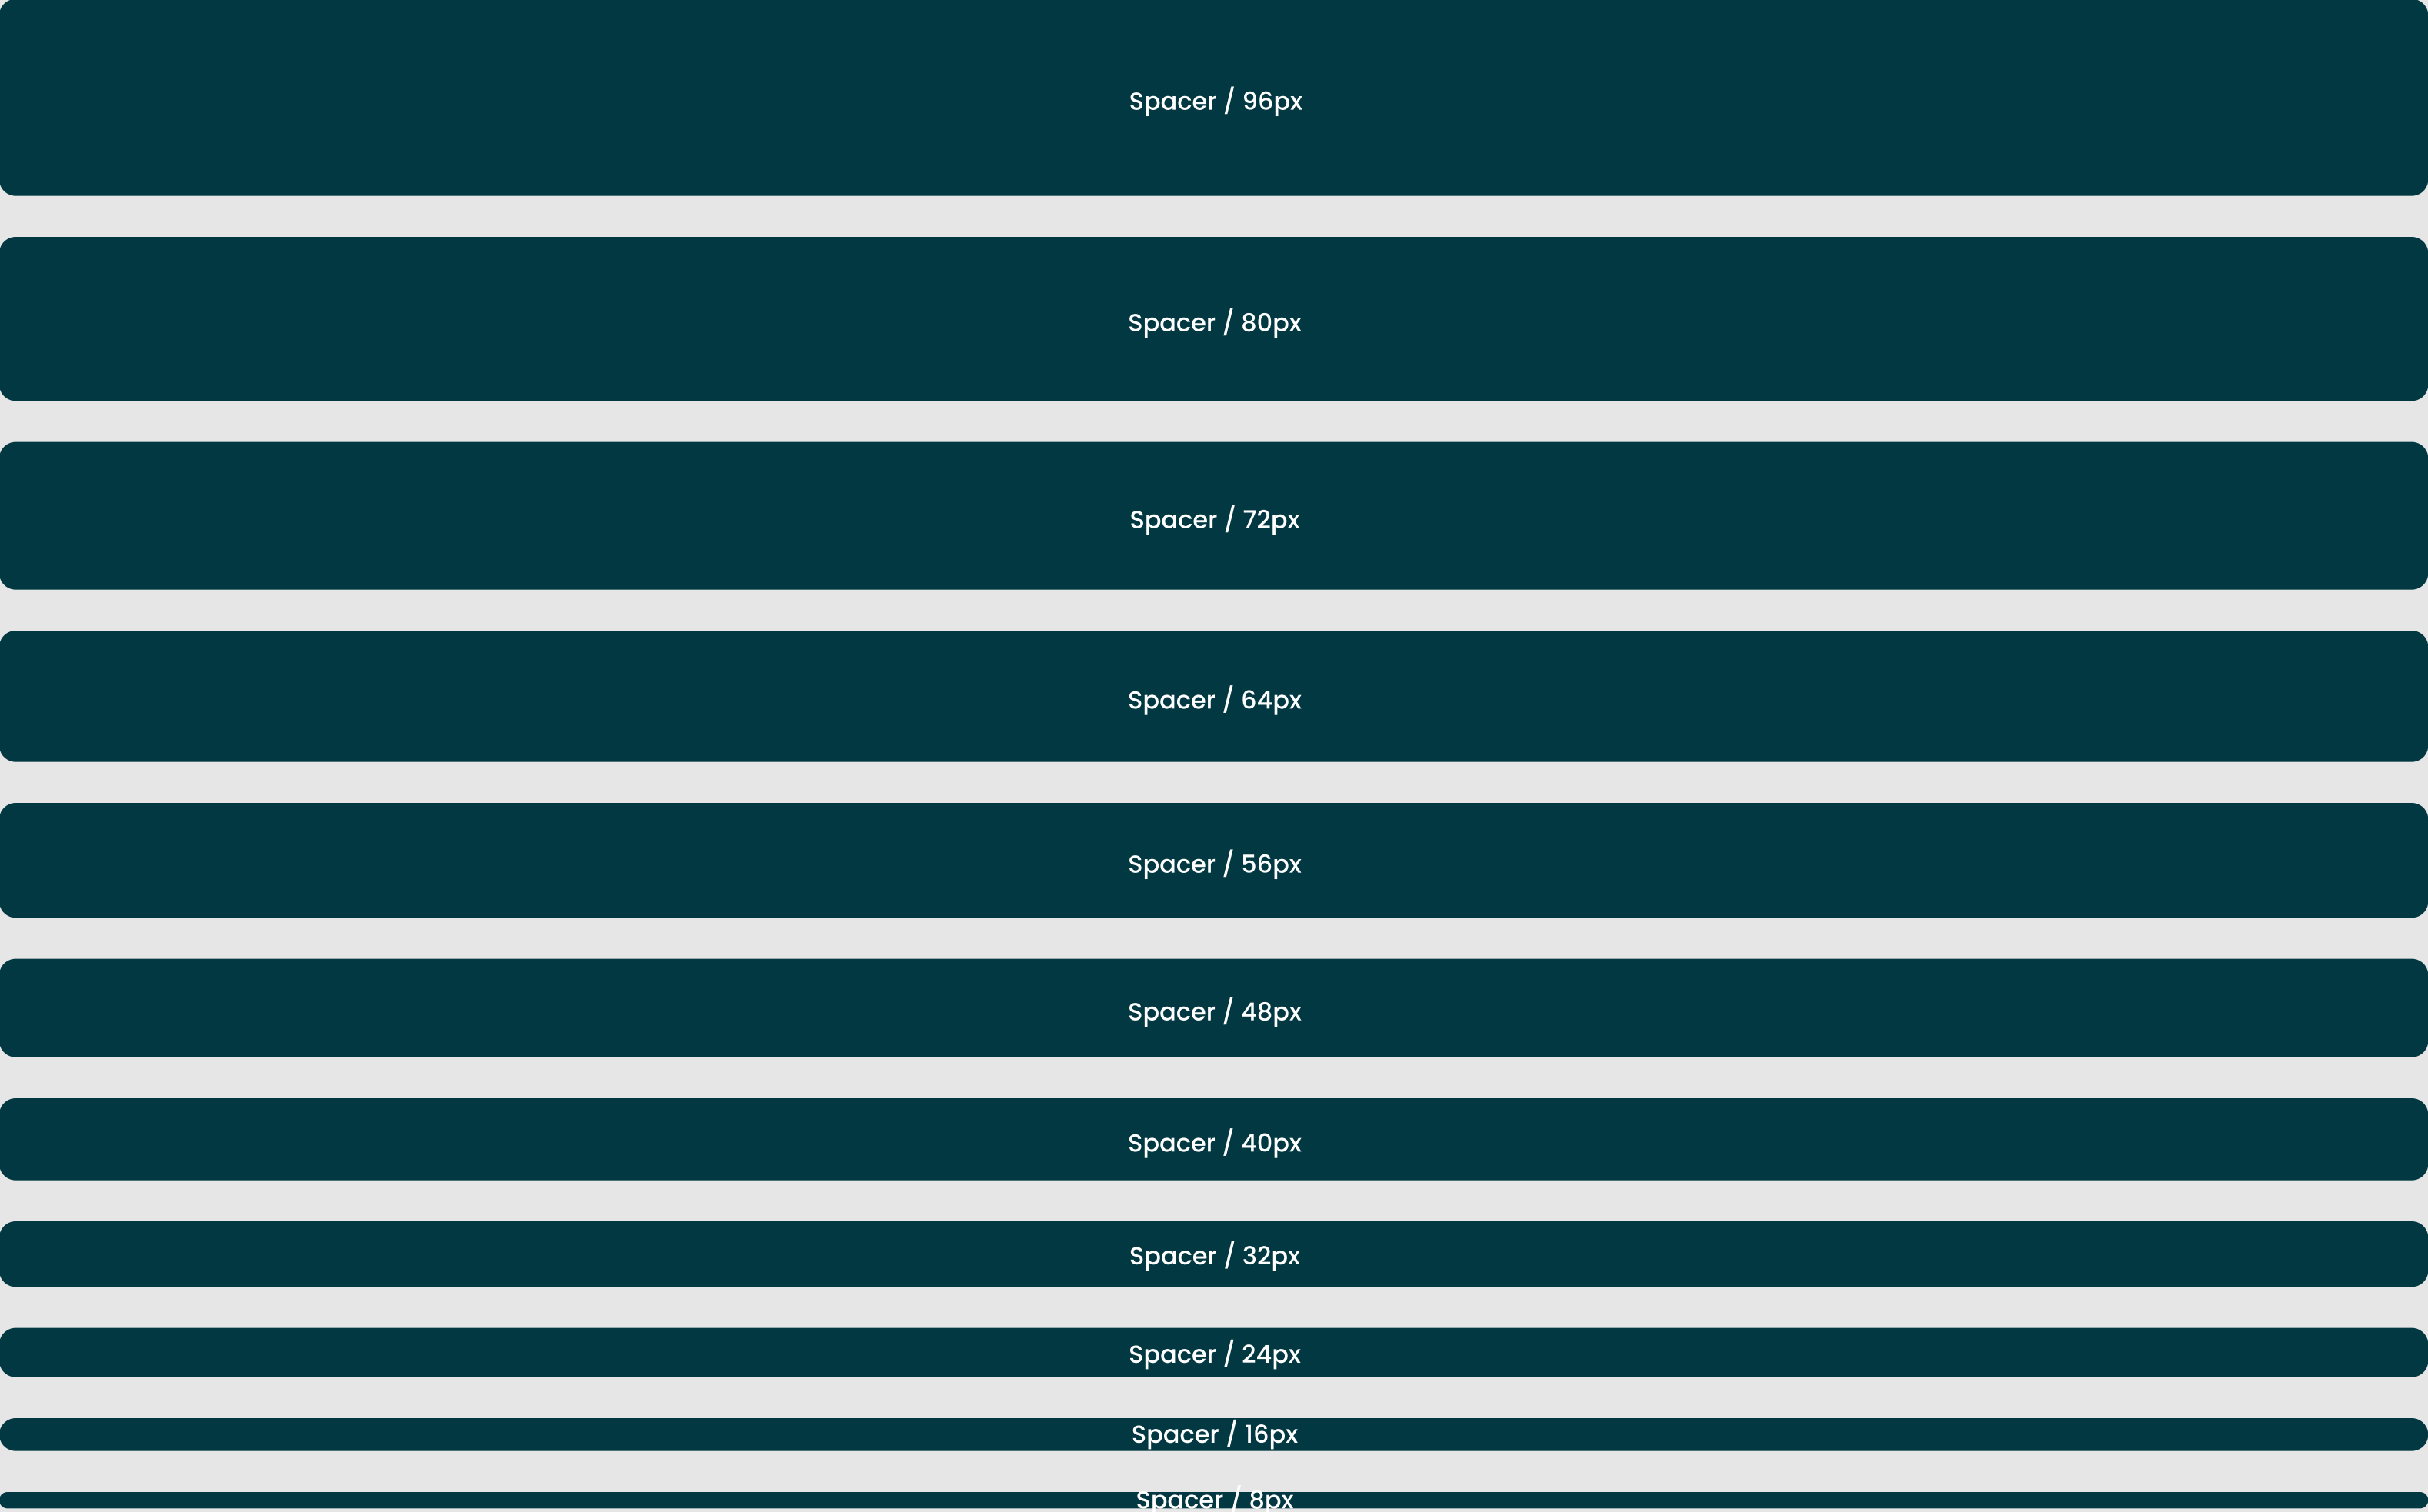 Spacer / 96px
Spacer / 80px
Spacer / 72px
Spacer / 64px
Spacer / 56px
Spacer / 48px
Spacer / 40px
Spacer / 32px
Spacer / 24px
Spacer / 16px
Spacer / 8px